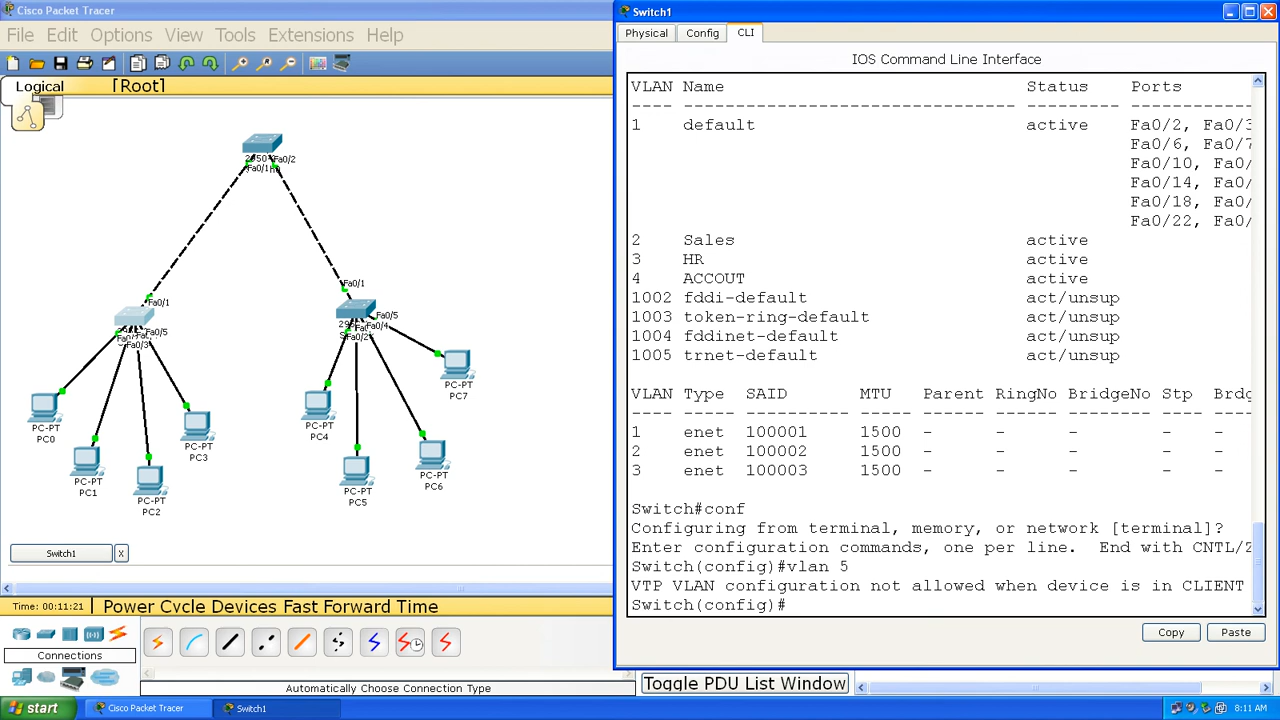 Cisco Packet Tracer
File Edit Options View Tools Extensions Help
Logical [Root]
Fa0/2
Fa0/1
Fa0/1
Fa0/5
Fa0/3
Fa0/1
Fa0/5
Fa0/4
Fa0/2
PC-PT
PC0
PC-PT
PC1
PC-PT
PC2
PC-PT
PC3
PC-PT
PC4
PC-PT
PC5
PC-PT
PC6
PC-PT
PC7
Switch1 X
Time: 00:11:21 Power Cycle Devices Fast Forward Time
Connections
Automatically Choose Connection Type
Toggle PDU List Window
Switch1
Physical Config CLI
IOS Command Line Interface
VLAN Name Status Ports
---- -------------------------------- --------- -----------
1 default active Fa0/2, Fa0/3
Fa0/6, Fa0/7
Fa0/10, Fa0/
Fa0/14, Fa0/
Fa0/18, Fa0/
Fa0/22, Fa0/
2 Sales active
3 HR active
4 ACCOUT active
1002 fddi-default act/unsup
1003 token-ring-default act/unsup
1004 fddinet-default act/unsup
1005 trnet-default act/unsup
VLAN Type SAID MTU Parent RingNo BridgeNo Stp Brdg
---- ----- ---------- ----- ------ ------ -------- ---- ----
1 enet 100001 1500 - - - - -
2 enet 100002 1500 - - - - -
3 enet 100003 1500 - - - - -
Switch#conf
Configuring from terminal, memory, or network [terminal]?
Enter configuration commands, one per line. End with CNTL/Z
Switch(config)#vlan 5
VTP VLAN configuration not allowed when device is in CLIENT
Switch(config)#
Copy Paste
start Cisco Packet Tracer Switch1 8:11 AM